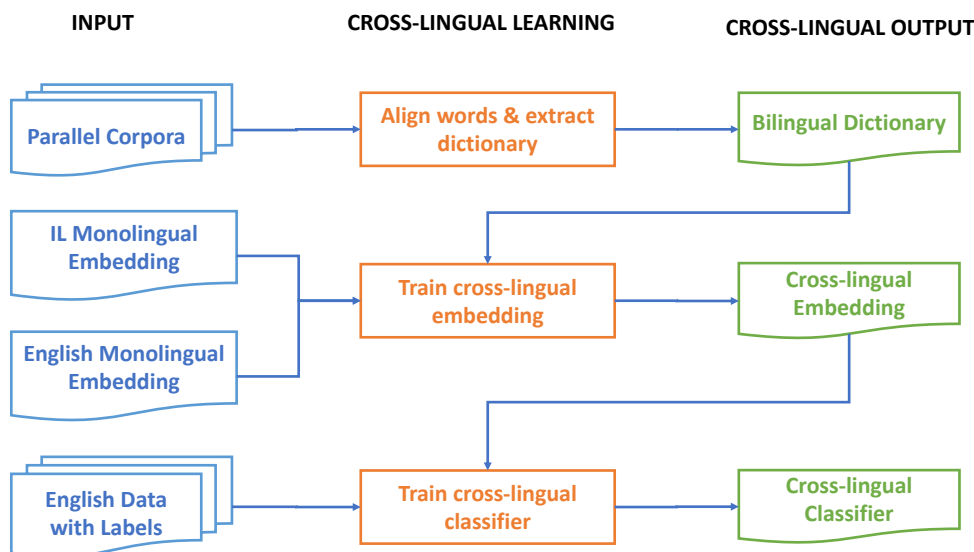 INPUT
CROSS-LINGUAL LEARNING
CROSS-LINGUAL OUTPUT
Parallel Corpora
Align words & extract
dictionary
Bilingual Dictionary
IL Monolingual
Embedding
English Monolingual
Embedding
Train cross-lingual
embedding
Cross-lingual
Embedding
English Data
with Labels
Train cross-lingual
classifier
Cross-lingual
Classifier